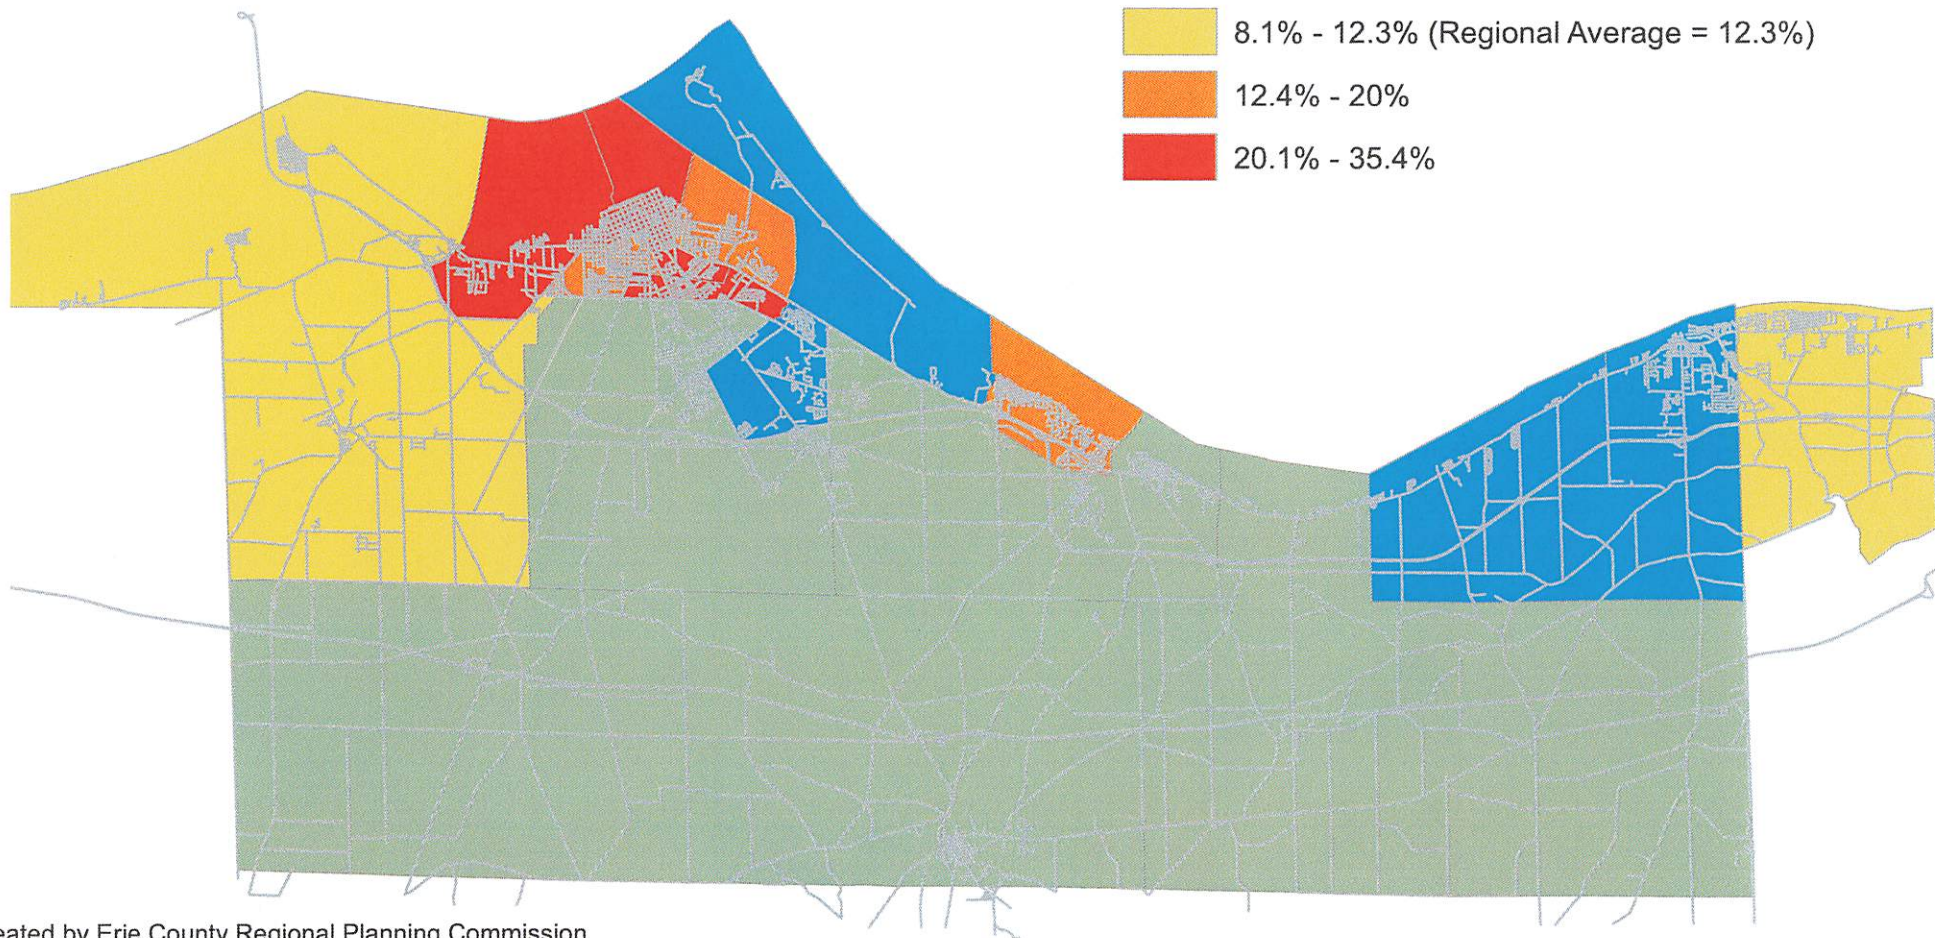 8.1% - 12.3% (Regional Average = 12.3%)
12.4% - 20%
20.1% - 35.4%
eated by Erie County Regional Planning Commission